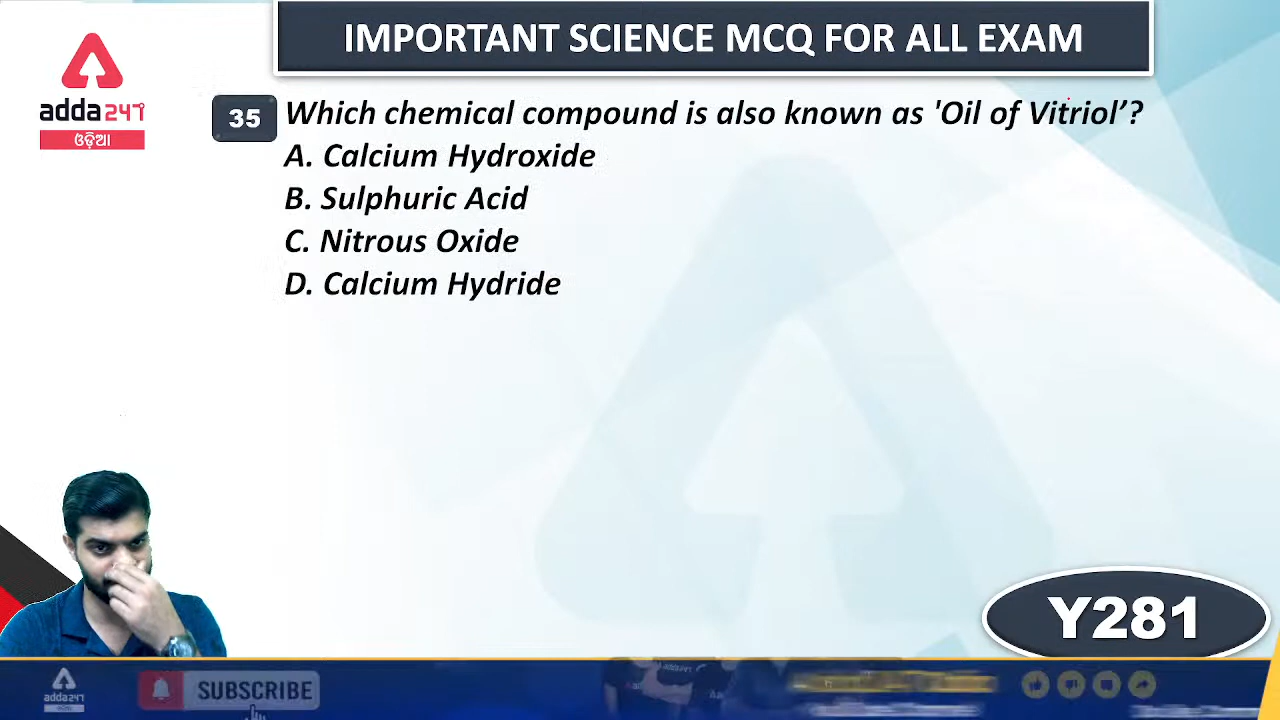 IMPORTANT SCIENCE MCQ FOR ALL EXAM
adda247
ଓଡ଼ିଆ
35 Which chemical compound is also known as 'Oil of Vitriol’?
A. Calcium Hydroxide
B. Sulphuric Acid
C. Nitrous Oxide
D. Calcium Hydride
Y281
adda247
SUBSCRIBE